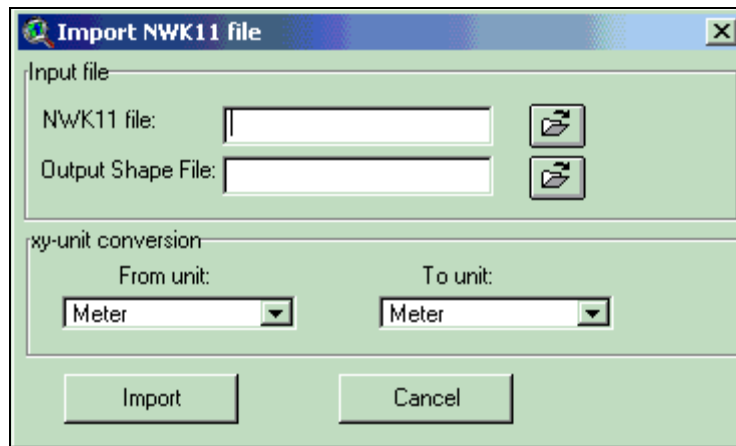 Import NWK11 file
Input file
NWK11 file:
Output Shape File:
xy-unit conversion
From unit: To unit:
Meter Meter
Import Cancel